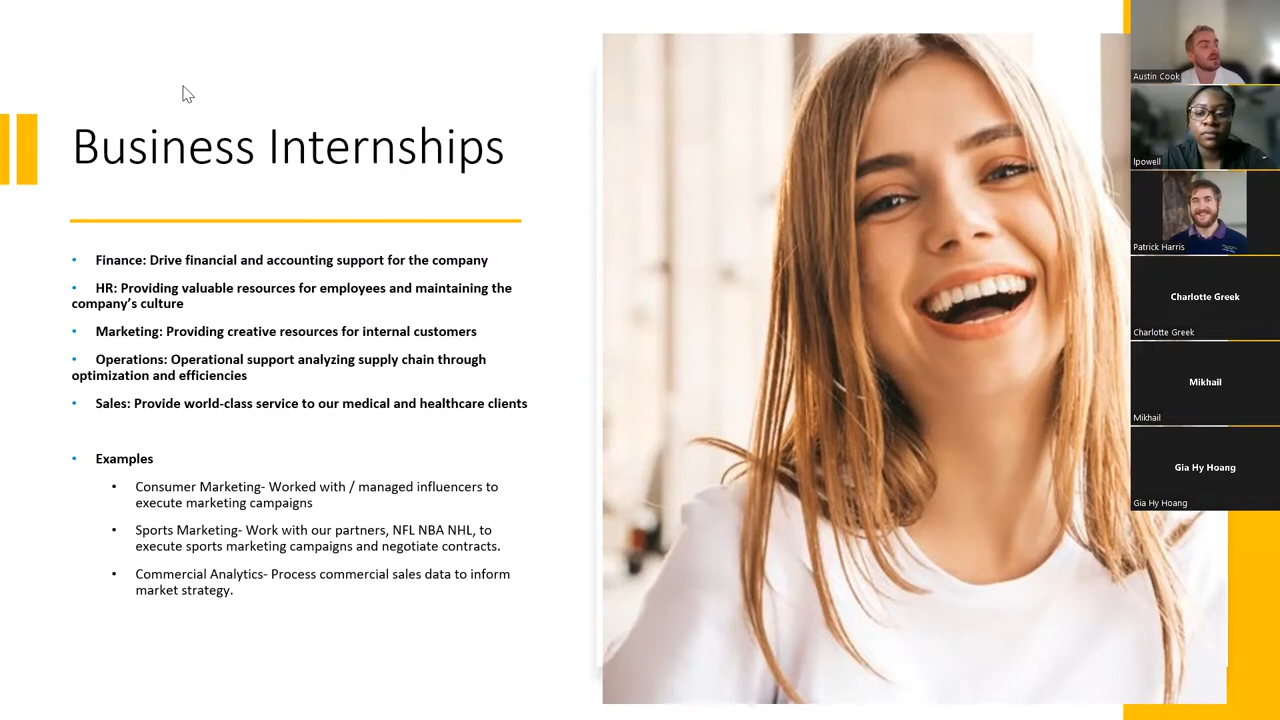 Business Internships
• Finance: Drive financial and accounting support for the company
• HR: Providing valuable resources for employees and maintaining the
company’s culture
• Marketing: Providing creative resources for internal customers
• Operations: Operational support analyzing supply chain through
optimization and efficiencies
• Sales: Provide world-class service to our medical and healthcare clients
• Examples
• Consumer Marketing- Worked with / managed influencers to
execute marketing campaigns
• Sports Marketing- Work with our partners, NFL NBA NHL, to
execute sports marketing campaigns and negotiate contracts.
• Commercial Analytics- Process commercial sales data to inform
market strategy.
Austin Cook
lpowell
Patrick Harris
Charlotte Greek
Charlotte Greek
Mikhail
Mikhail
Gia Hy Hoang
Gia Hy Hoang